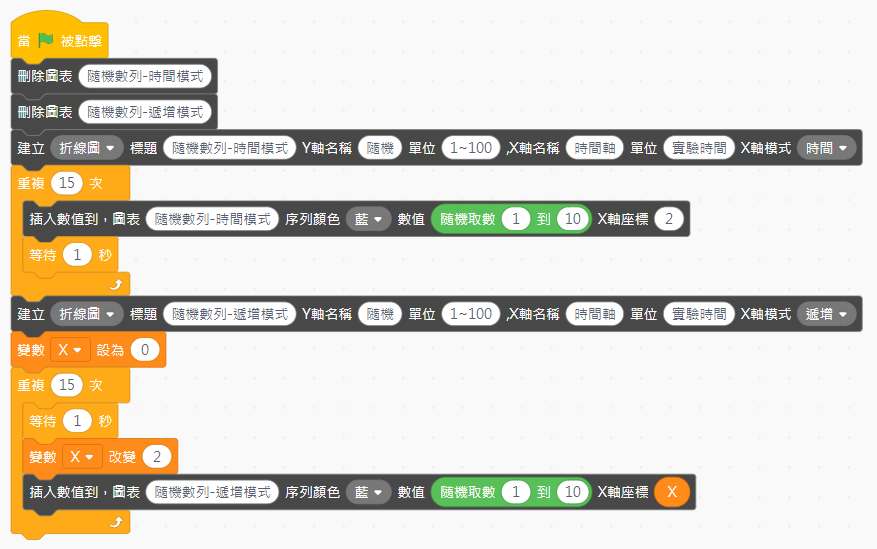 當 被點擊
刪除圖表 隨機數列-時間模式
刪除圖表 隨機數列-遞增模式
建立 折線圖 標題 隨機數列-時間模式 Y軸名稱 隨機 單位 1~100 ,X軸名稱 時間軸 單位 實驗時間 X軸模式 時間
重複 15 次
插入數值到，圖表 隨機數列-時間模式 序列顏色 藍 數值 隨機取數 1 到 10 X軸座標 2
等待 1 秒
建立 折線圖 標題 隨機數列-遞增模式 Y軸名稱 隨機 單位 1~100 ,X軸名稱 時間軸 單位 實驗時間 X軸模式 遞增
變數 X 設為 0
重複 15 次
等待 1 秒
變數 X 改變 2
插入數值到，圖表 隨機數列-遞增模式 序列顏色 藍 數值 隨機取數 1 到 10 X軸座標 X